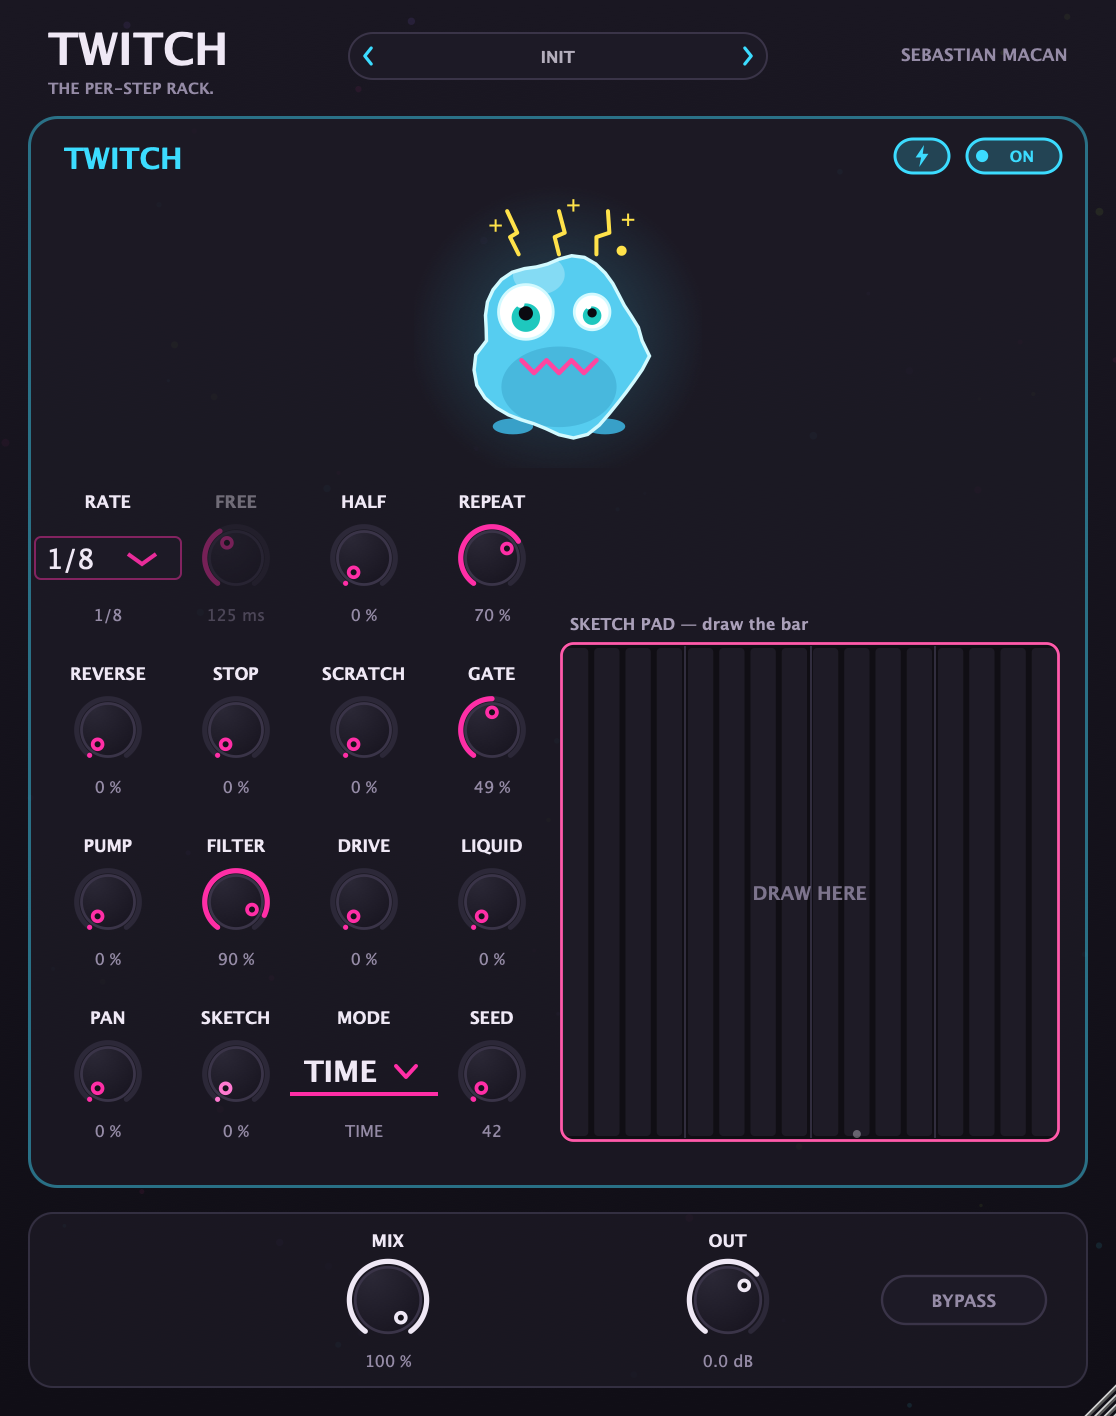 TWITCH
THE PER-STEP RACK.
INIT
SEBASTIAN MACAN
TWITCH
ON
RATE
FREE
HALF
REPEAT
1/8
1/8
125 ms
0 %
70 %
SKETCH PAD — draw the bar
REVERSE
STOP
SCRATCH
GATE
0 %
0 %
0 %
49 %
PUMP
FILTER
DRIVE
LIQUID
DRAW HERE
0 %
90 %
0 %
0 %
PAN
SKETCH
MODE
SEED
TIME
0 %
0 %
TIME
42
MIX
OUT
BYPASS
100 %
0.0 dB